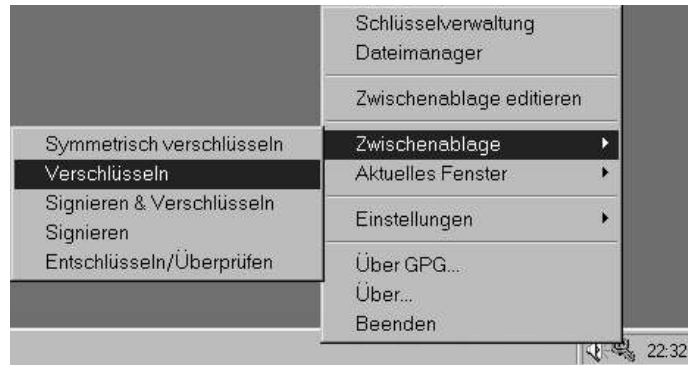 Schlüsselverwaltung
Dateimanager
Zwischenablage editieren
Zwischenablage
Aktuelles Fenster
Einstellungen
Über GPG...
Über...
Beenden
Symmetrisch verschlüsseln
Verschlüsseln
Signieren & Verschlüsseln
Signieren
Entschlüsseln/Überprüfen
22:32